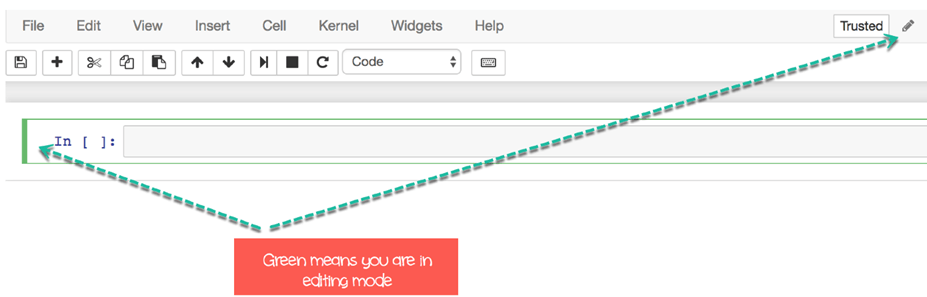 File Edit View Insert Cell Kernel Widgets Help Trusted
Code
In [ ]:
Green means you are in
editing mode